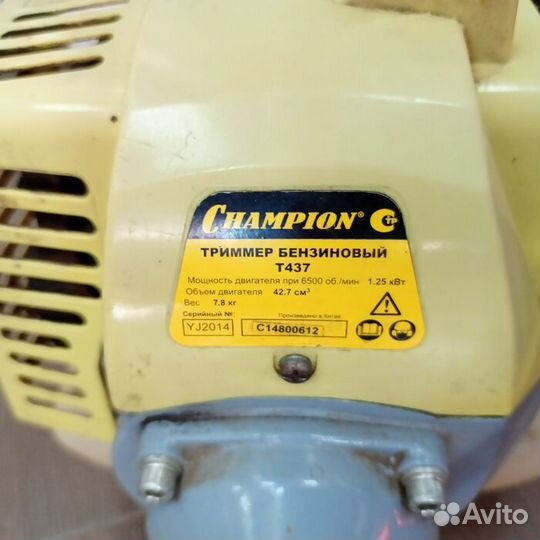 CHAMPION®
ТРИММЕР БЕНЗИНОВЫЙ
T437
Мощность двигателя при 6500 об./мин 1.25 кВт
Объем двигателя 42.7 см³
Вес 7.8 кг
Серийный №: Произведено в Китае
YJ2014 C14800612
Avito